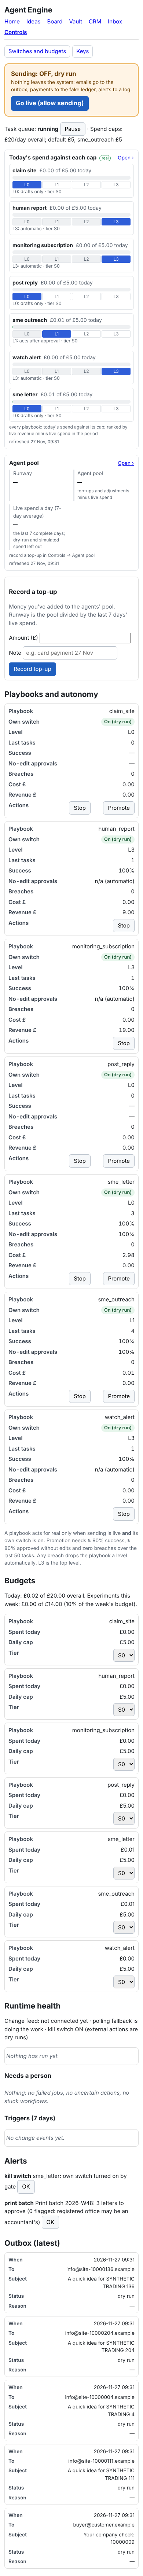 Agent Engine
Home Ideas Board Vault CRM Inbox
Controls
Switches and budgets Keys
Sending: OFF, dry run
Nothing leaves the system: emails go to the outbox, payments to the fake ledger, alerts to a log.
Go live (allow sending)
Task queue: running Pause · Spend caps: £20/day overall; default £5, sme_outreach £5
Today's spend against each cap Open ›
claim site £0.00 of £5.00 today
L0 L1 L2 L3
L0: drafts only · tier S0
human report £0.00 of £5.00 today
L0 L1 L2 L3
L3: automatic · tier S0
monitoring subscription £0.00 of £5.00 today
L0 L1 L2 L3
L3: automatic · tier S0
post reply £0.00 of £5.00 today
L0 L1 L2 L3
L0: drafts only · tier S0
sme outreach £0.01 of £5.00 today
L0 L1 L2 L3
L1: acts after approval · tier S0
watch alert £0.00 of £5.00 today
L0 L1 L2 L3
L3: automatic · tier S0
sme letter £0.01 of £5.00 today
L0 L1 L2 L3
L0: drafts only · tier S0
every playbook: today's spend against its cap; ranked by live revenue minus live spend in the period
refreshed 27 Nov, 09:31
Agent pool Open ›
Runway
—
Agent pool
—
top-ups and adjustments minus live spend
Live spend a day (7-day average)
—
the last 7 complete days; dry-run and simulated spend left out
record a top-up in Controls → Agent pool
refreshed 27 Nov, 09:31
Record a top-up
Money you've added to the agents' pool. Runway is the pool divided by the last 7 days' live spend.
Amount (£)
Note e.g. card payment 27 Nov
Record top-up
Playbooks and autonomy
Playbook claim_site
Own switch On (dry run)
Level L0
Last tasks 0
Success —
No-edit approvals —
Breaches 0
Cost £ 0.00
Revenue £ 0.00
Actions Stop Promote
Playbook human_report
Own switch On (dry run)
Level L3
Last tasks 1
Success 100%
No-edit approvals n/a (automatic)
Breaches 0
Cost £ 0.00
Revenue £ 9.00
Actions Stop
Playbook monitoring_subscription
Own switch On (dry run)
Level L3
Last tasks 1
Success 100%
No-edit approvals n/a (automatic)
Breaches 0
Cost £ 0.00
Revenue £ 19.00
Actions Stop
Playbook post_reply
Own switch On (dry run)
Level L0
Last tasks 0
Success —
No-edit approvals —
Breaches 0
Cost £ 0.00
Revenue £ 0.00
Actions Stop Promote
Playbook sme_letter
Own switch On (dry run)
Level L0
Last tasks 3
Success 100%
No-edit approvals 100%
Breaches 0
Cost £ 2.98
Revenue £ 0.00
Actions Stop Promote
Playbook sme_outreach
Own switch On (dry run)
Level L1
Last tasks 4
Success 100%
No-edit approvals 100%
Breaches 0
Cost £ 0.01
Revenue £ 0.00
Actions Stop Promote
Playbook watch_alert
Own switch On (dry run)
Level L3
Last tasks 1
Success 100%
No-edit approvals n/a (automatic)
Breaches 0
Cost £ 0.00
Revenue £ 0.00
Actions Stop
A playbook acts for real only when sending is live and its own switch is on. Promotion needs + 90% success, + 80% approved without edits and zero breaches over the last 50 tasks. Any breach drops the playbook a level automatically. L3 is the top level.
Budgets
Today: £0.02 of £20.00 overall. Experiments this week: £0.00 of £14.00 (10% of the week's budget).
Playbook claim_site
Spent today £0.00
Daily cap £5.00
Tier S0
Playbook human_report
Spent today £0.00
Daily cap £5.00
Tier S0
Playbook monitoring_subscription
Spent today £0.00
Daily cap £5.00
Tier S0
Playbook post_reply
Spent today £0.00
Daily cap £5.00
Tier S0
Playbook sme_letter
Spent today £0.01
Daily cap £5.00
Tier S0
Playbook sme_outreach
Spent today £0.01
Daily cap £5.00
Tier S0
Playbook watch_alert
Spent today £0.00
Daily cap £5.00
Tier S0
Runtime health
Change feed: not connected yet · polling fallback is doing the work · kill switch ON (external actions are dry runs)
Nothing has run yet.
Needs a person
Nothing: no failed jobs, no uncertain actions, no stuck workflows.
Triggers (7 days)
No change events yet.
Alerts
kill switch sme_letter: own switch turned on by gate OK
print batch Print batch 2026-W48: 3 letters to approve (0 flagged: registered office may be an accountant's) OK
Outbox (latest)
When 2026-11-27 09:31
To info@site-10000136.example
Subject A quick idea for SYNTHETIC TRADING 136
Status dry run
Reason —
When 2026-11-27 09:31
To info@site-10000204.example
Subject A quick idea for SYNTHETIC TRADING 204
Status dry run
Reason —
When 2026-11-27 09:31
To info@site-10000004.example
Subject A quick idea for SYNTHETIC TRADING 4
Status dry run
Reason —
When 2026-11-27 09:31
To info@site-10000111.example
Subject A quick idea for SYNTHETIC TRADING 111
Status dry run
Reason —
When 2026-11-27 09:31
To buyer@customer.example
Subject Your company check: 10000009
Status dry run
Reason —